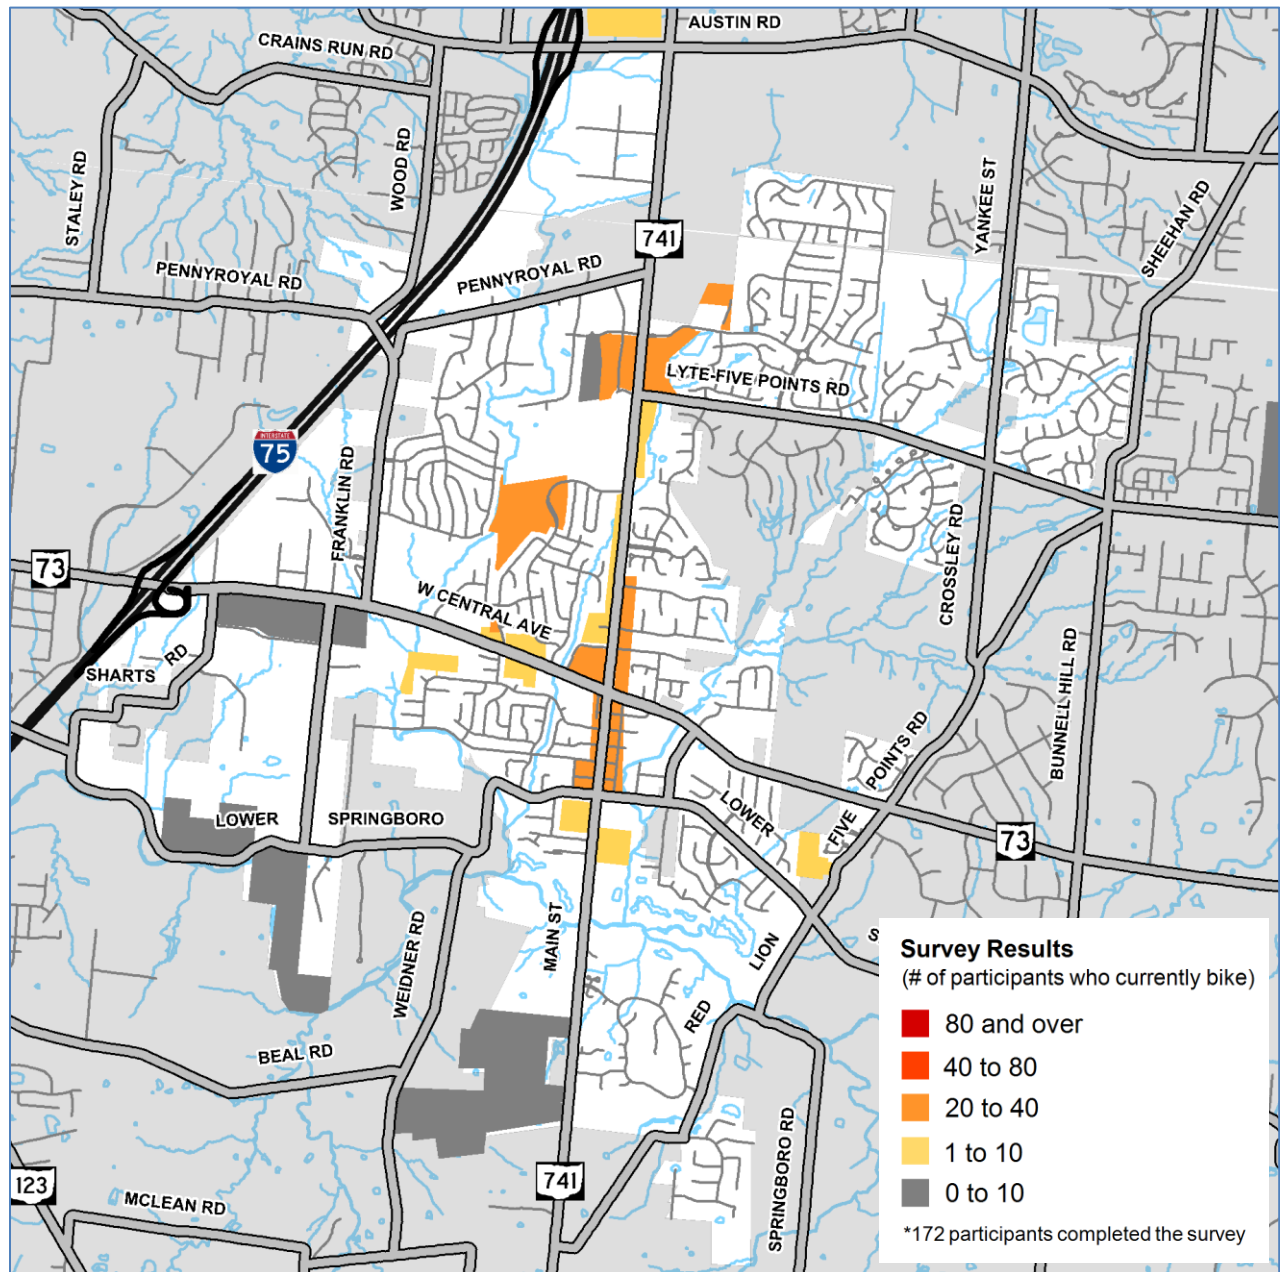 AUSTIN RD
CRAINS RUN RD
WOOD RD
STALEY RD
YANKEE ST
SHEEHAN RD
741
PENNYROYAL RD
PENNYROYAL RD
LYTE-FIVE POINTS RD
INTERSTATE
75
FRANKLIN RD
CROSSLEY RD
73
W CENTRAL AVE
SHARTS RD
BUNNELL HILL RD
FIVE POINTS RD
LOWER SPRINGBORO
LOWER
73
MAIN ST
WEIDNER RD
LION
RED
S
BEAL RD
SPRINGBORO RD
741
123
MCLEAN RD
Survey Results
(# of participants who currently bike)
80 and over
40 to 80
20 to 40
1 to 10
0 to 10
*172 participants completed the survey